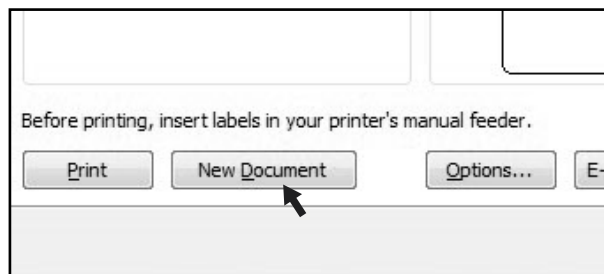 Before printing, insert labels in your printer's manual feeder.
Print New Document Options... E-